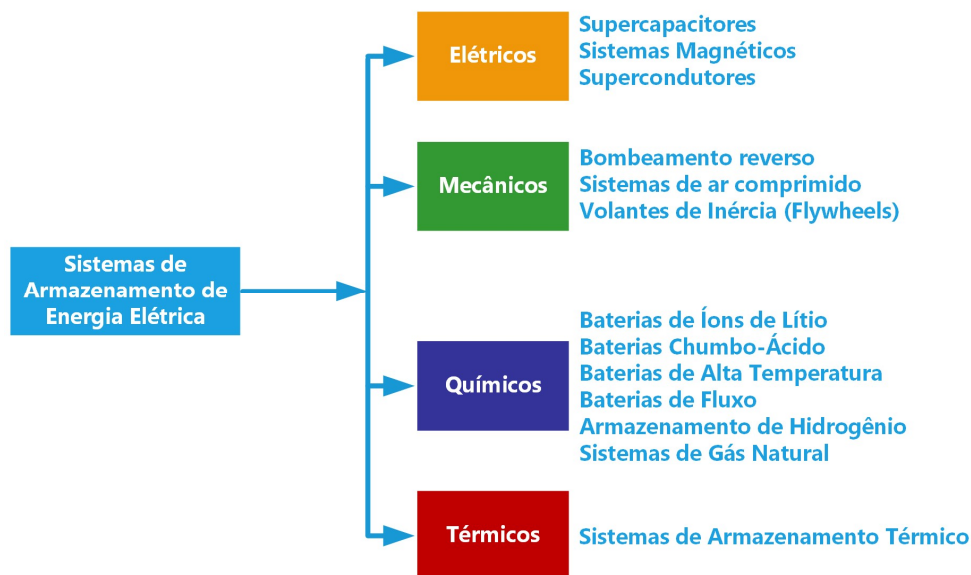 Sistemas de
Armazenamento de
Energia Elétrica
Elétricos
Supercapacitores
Sistemas Magnéticos
Supercondutores
Mecânicos
Bombeamento reverso
Sistemas de ar comprimido
Volantes de Inércia (Flywheels)
Químicos
Baterias de Íons de Lítio
Baterias Chumbo-Ácido
Baterias de Alta Temperatura
Baterias de Fluxo
Armazenamento de Hidrogênio
Sistemas de Gás Natural
Térmicos
Sistemas de Armazenamento Térmico